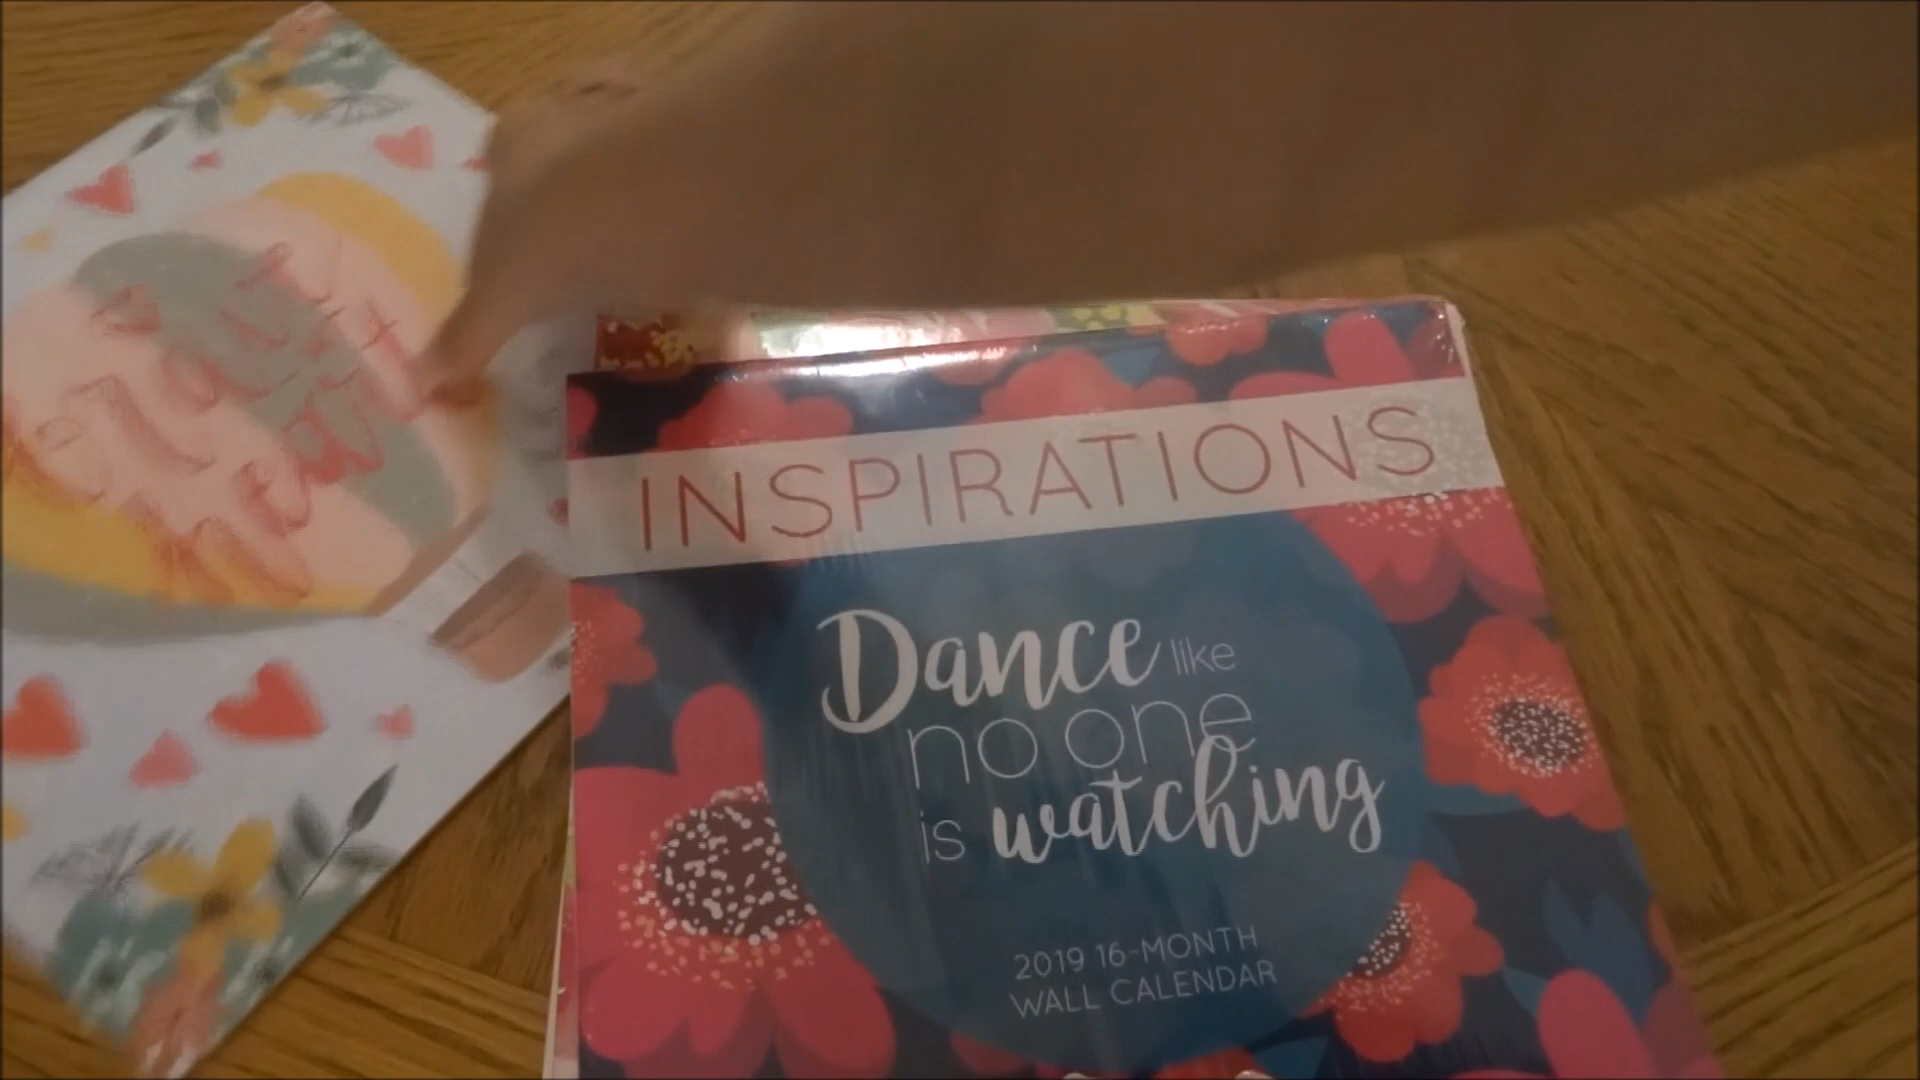 INSPIRATIONS
Dance like
no one
is watching
2019 16-MONTH
WALL CALENDAR